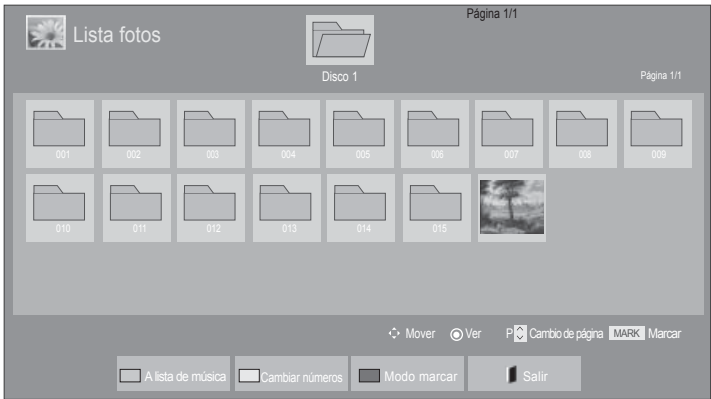 Página 1/1
Lista fotos
Disco 1
Página 1/1
001 002 003 004 005 006 007 008 009
010 011 012 013 014 015
Mover Ver P Cambio de página MARK Marcar
A lista de música Cambiar números Modo marcar Salir